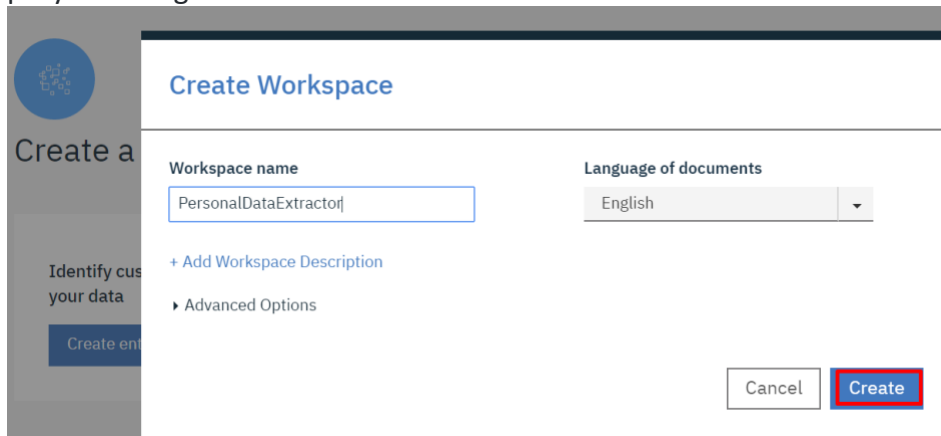 Create Workspace
Create a
Workspace name
Language of documents
PersonalDataExtractor
English
+ Add Workspace Description
Identify cus
your data
Advanced Options
Create ent
Cancel
Create